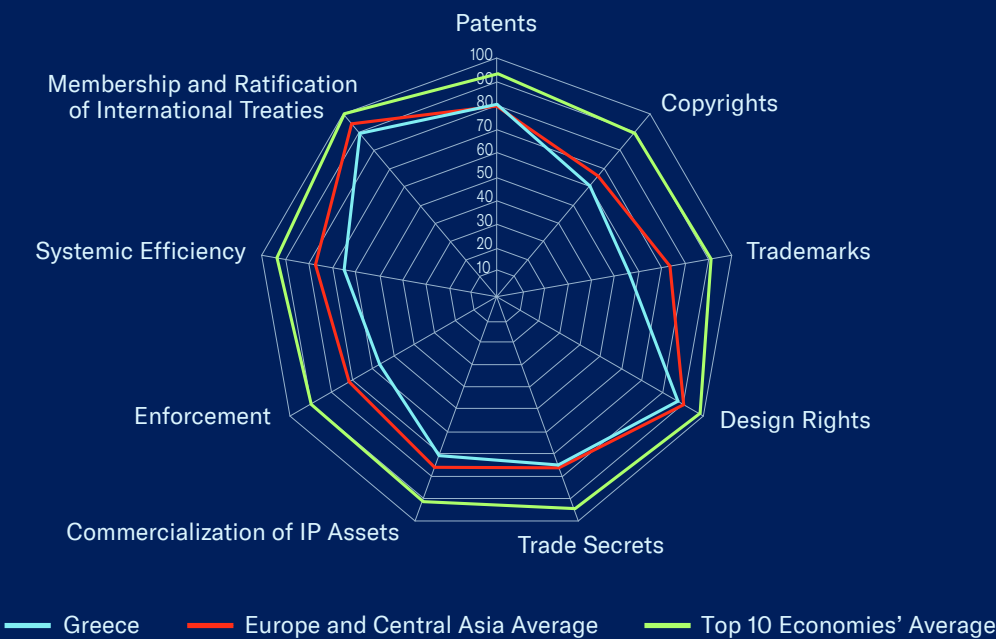 Patents
Membership and Ratification
of International Treaties
Copyrights
100
90
80
70
60
50
40
30
20
10
Systemic Efficiency
Trademarks
Enforcement
Design Rights
Commercialization of IP Assets
Trade Secrets
Greece
Europe and Central Asia Average
Top 10 Economies’ Average